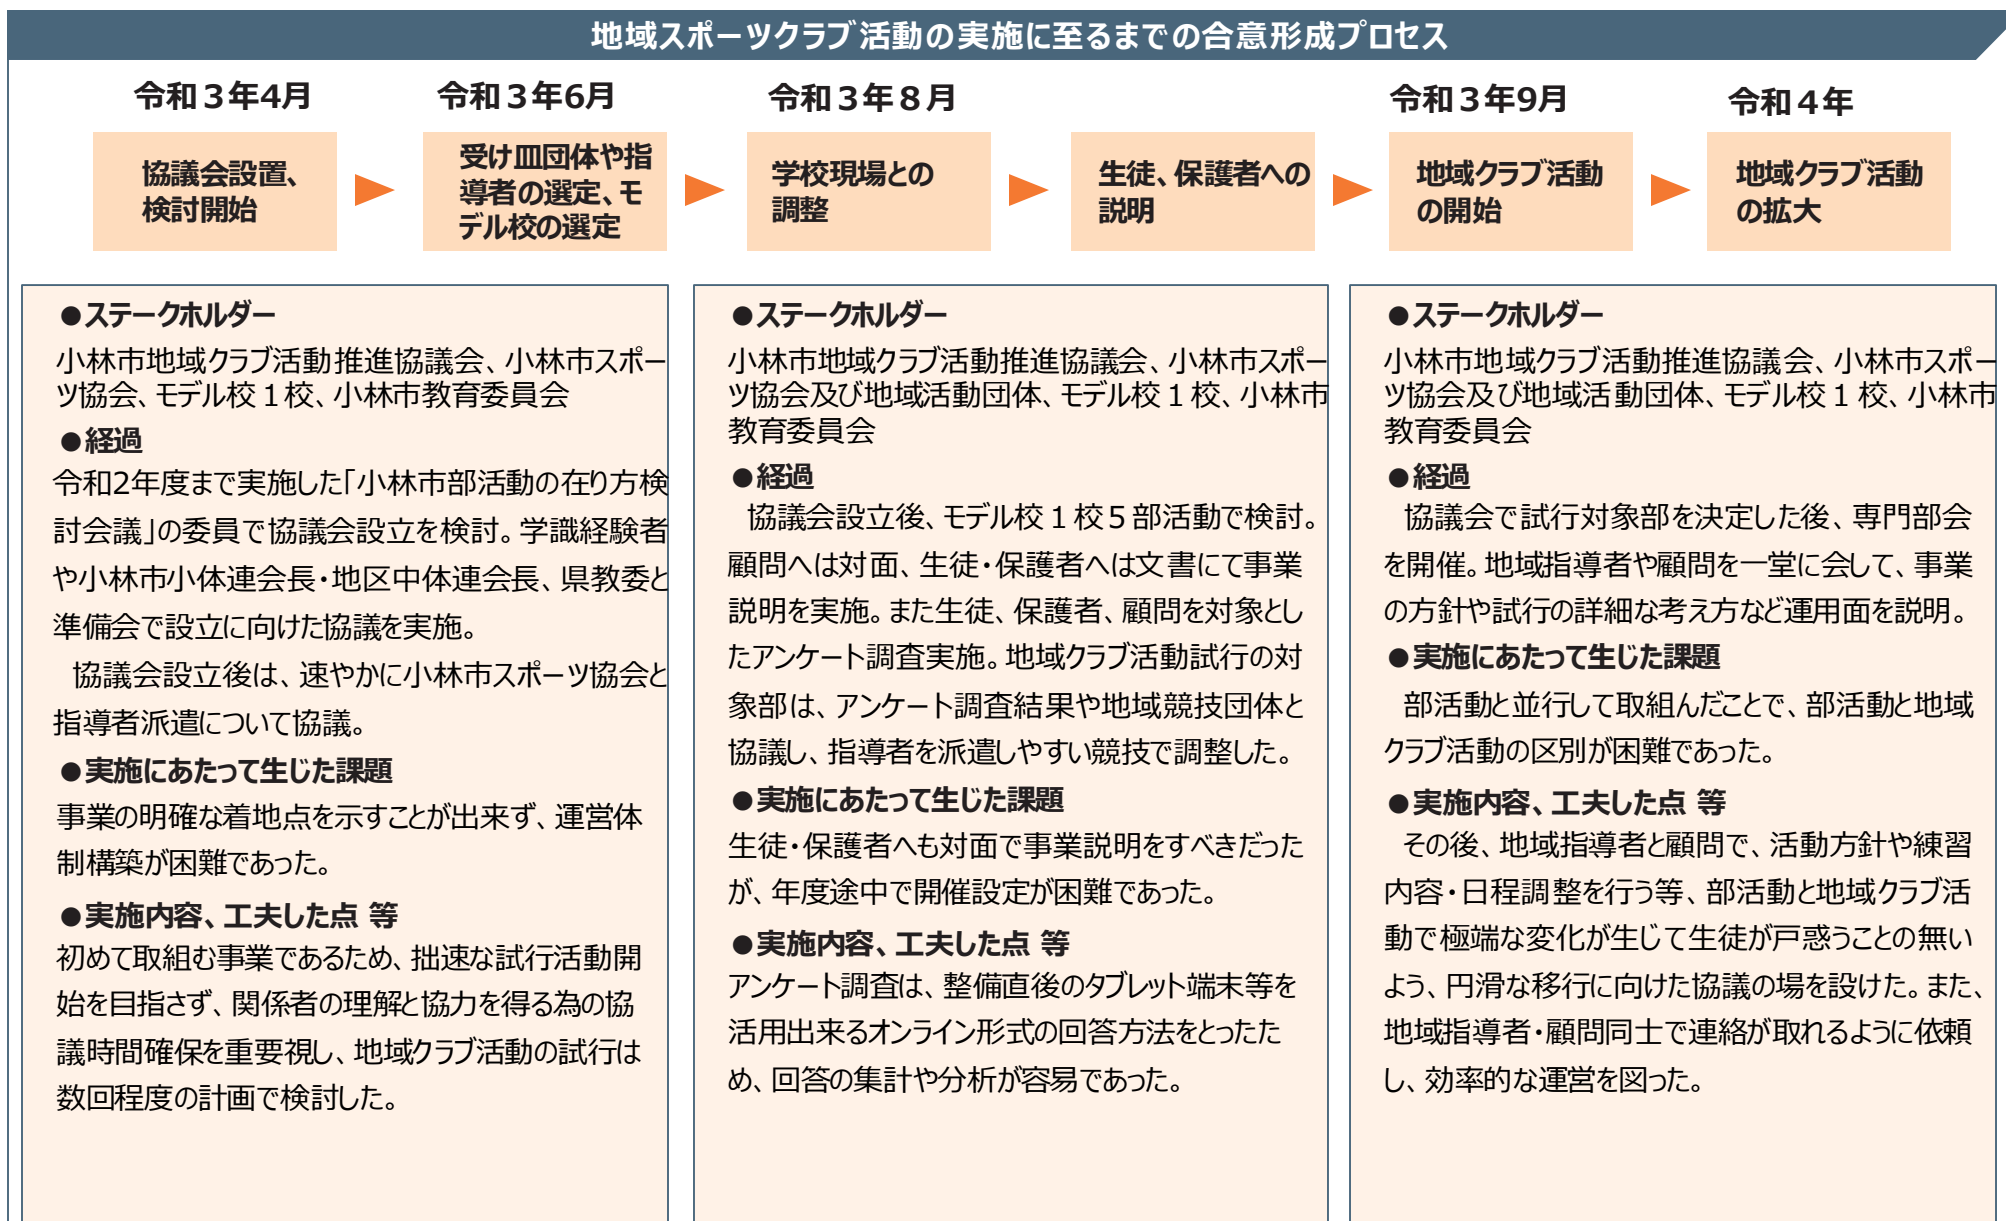 地域スポーツクラブ活動の実施に至るまでの合意形成プロセス
令和３年4月
令和３年6月
令和３年８月
令和３年9月
令和４年
協議会設置、
検討開始
受け皿団体や指
導者の選定、モ
デル校の選定
学校現場との
調整
生徒、保護者への
説明
地域クラブ活動
の開始
地域クラブ活動
の拡大
●ステークホルダー
小林市地域クラブ活動推進協議会、小林市スポー
ツ協会、モデル校１校、小林市教育委員会
●経過
令和2年度まで実施した「小林市部活動の在り方検
討会議」の委員で協議会設立を検討。学識経験者
や小林市小体連会長・地区中体連会長、県教委と
準備会で設立に向けた協議を実施。
協議会設立後は、速やかに小林市スポーツ協会と
指導者派遣について協議。
●実施にあたって生じた課題
事業の明確な着地点を示すことが出来ず、運営体
制構築が困難であった。
●実施内容、工夫した点 等
初めて取組む事業であるため、拙速な試行活動開
始を目指さず、関係者の理解と協力を得る為の協
議時間確保を重要視し、地域クラブ活動の試行は
数回程度の計画で検討した。
●ステークホルダー
小林市地域クラブ活動推進協議会、小林市スポー
ツ協会及び地域活動団体、モデル校１校、小林市
教育委員会
●経過
協議会設立後、モデル校１校５部活動で検討。
顧問へは対面、生徒・保護者へは文書にて事業
説明を実施。また生徒、保護者、顧問を対象とし
たアンケート調査実施。地域クラブ活動試行の対
象部は、アンケート調査結果や地域競技団体と
協議し、指導者を派遣しやすい競技で調整した。
●実施にあたって生じた課題
生徒・保護者へも対面で事業説明をすべきだった
が、年度途中で開催設定が困難であった。
●実施内容、工夫した点 等
アンケート調査は、整備直後のタブレット端末等を
活用出来るオンライン形式の回答方法をとったた
め、回答の集計や分析が容易であった。
●ステークホルダー
小林市地域クラブ活動推進協議会、小林市スポー
ツ協会及び地域活動団体、モデル校１校、小林市
教育委員会
●経過
協議会で試行対象部を決定した後、専門部会
を開催。地域指導者や顧問を一堂に会して、事業
の方針や試行の詳細な考え方など運用面を説明。
●実施にあたって生じた課題
部活動と並行して取組んだことで、部活動と地域
クラブ活動の区別が困難であった。
●実施内容、工夫した点 等
その後、地域指導者と顧問で、活動方針や練習
内容・日程調整を行う等、部活動と地域クラブ活
動で極端な変化が生じて生徒が戸惑うことの無い
よう、円滑な移行に向けた協議の場を設けた。また、
地域指導者・顧問同士で連絡が取れるように依頼
し、効率的な運営を図った。